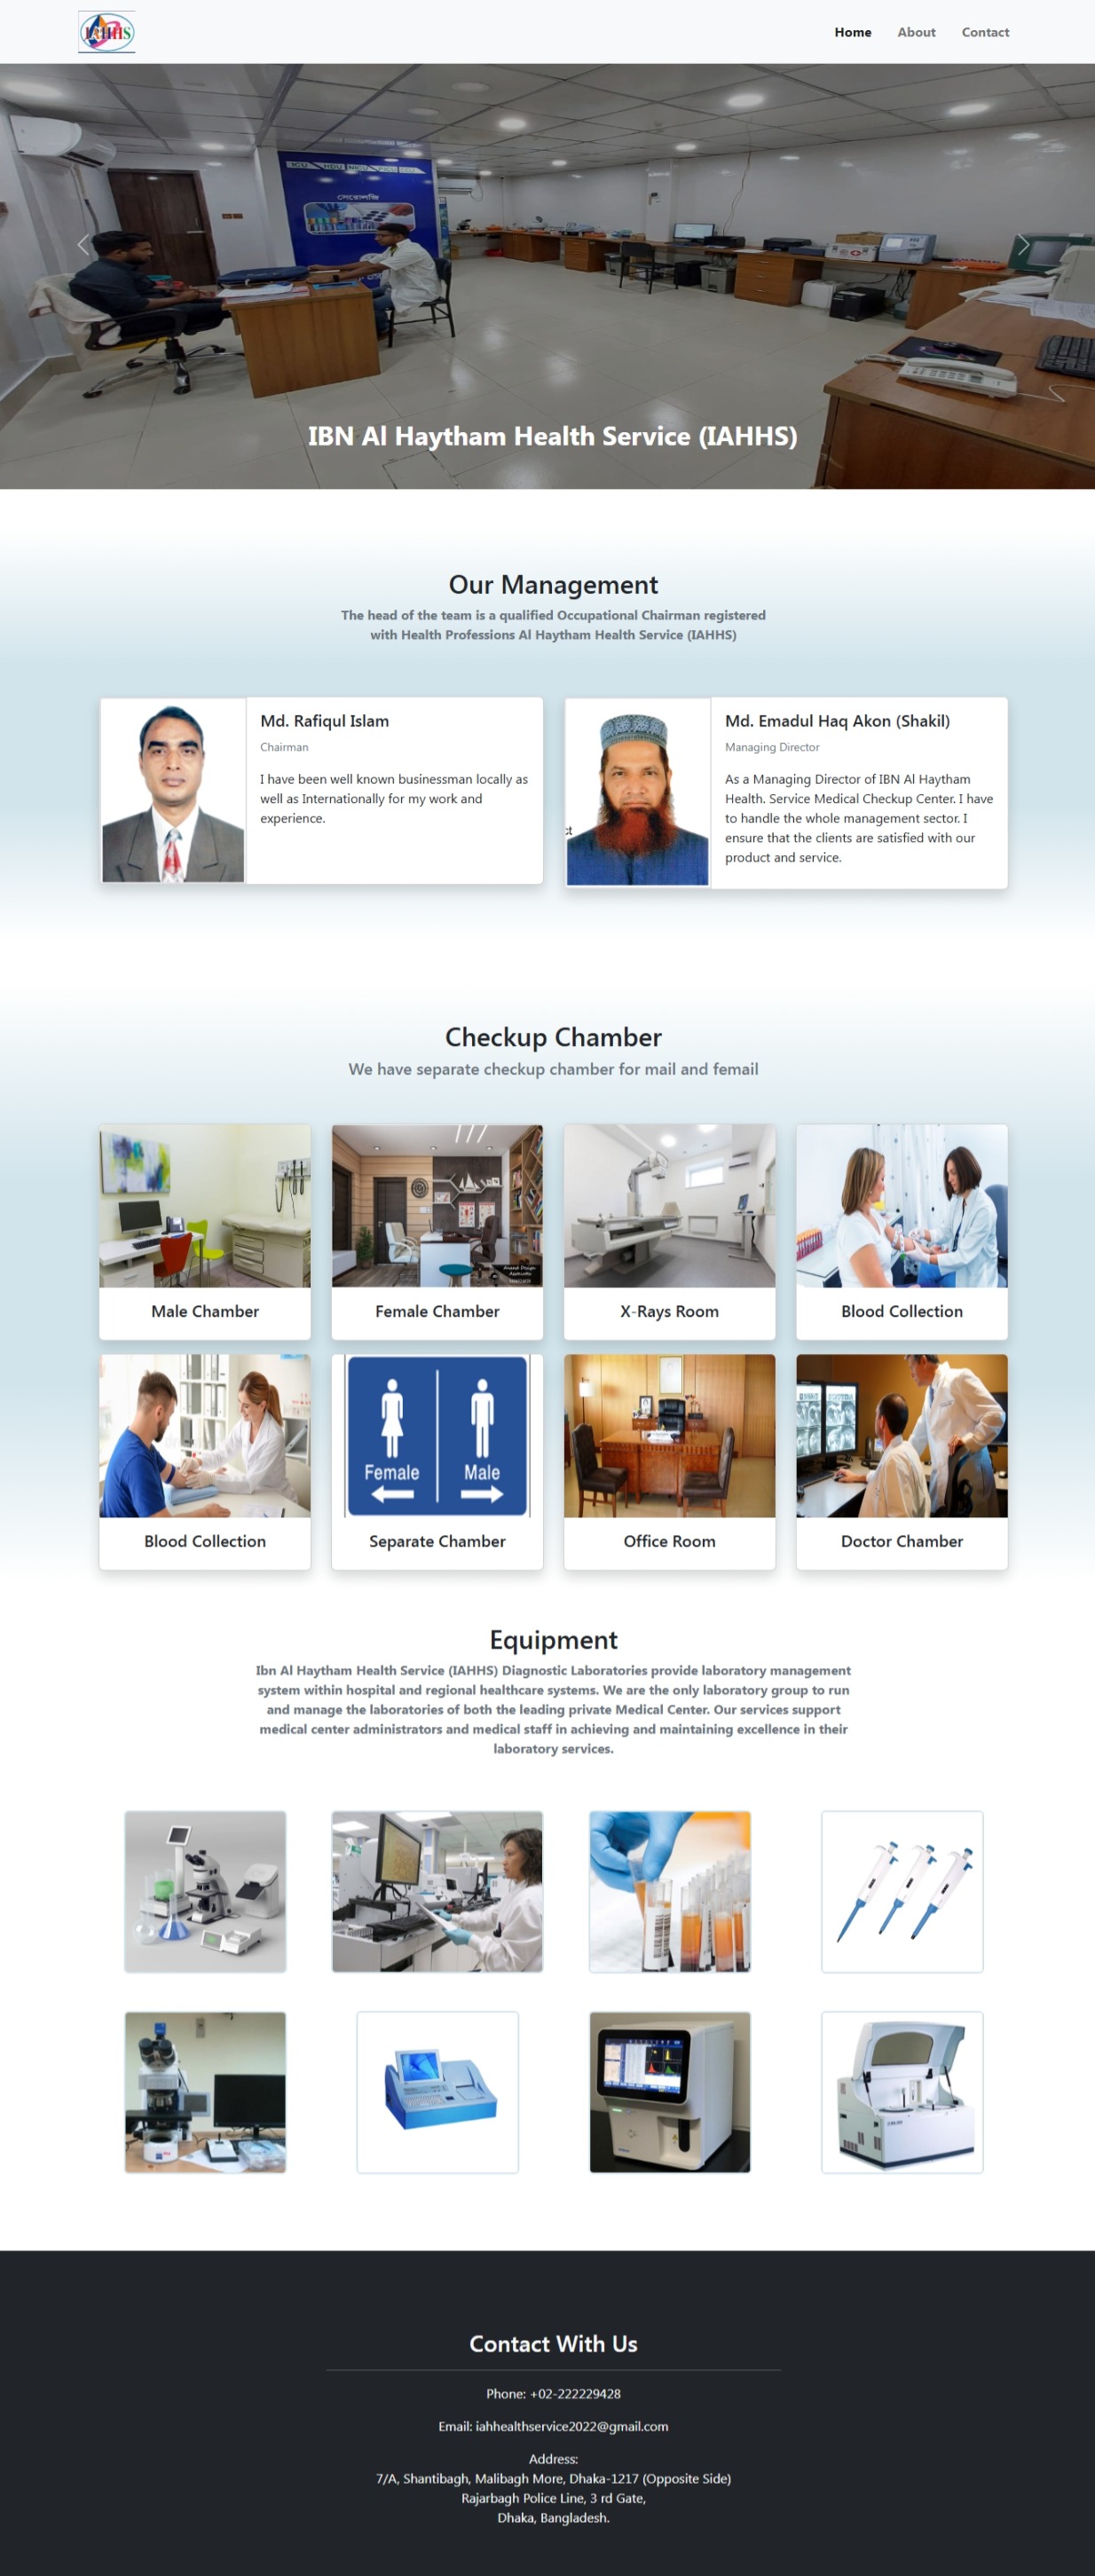 IAHHS
Home
About
Contact
সেরোলজি
IBN Al Haytham Health Service (IAHHS)
Our Management
The head of the team is a qualified Occupational Chairman registered
with Health Professions Al Haytham Health Service (IAHHS)
Md. Rafiqul Islam
Chairman
I have been well known businessman locally as
well as Internationally for my work and
experience.
ct
Md. Emadul Haq Akon (Shakil)
Managing Director
As a Managing Director of IBN Al Haytham
Health. Service Medical Checkup Center. I have
to handle the whole management sector. I
ensure that the clients are satisfied with our
product and service.
Checkup Chamber
We have separate checkup chamber for mail and femail
Male Chamber
Female Chamber
X-Rays Room
Blood Collection
Female
Male
Blood Collection
Separate Chamber
Office Room
Doctor Chamber
Equipment
Ibn Al Haytham Health Service (IAHHS) Diagnostic Laboratories provide laboratory management
system within hospital and regional healthcare systems. We are the only laboratory group to run
and manage the laboratories of both the leading private Medical Center. Our services support
medical center administrators and medical staff in achieving and maintaining excellence in their
laboratory services.
Contact With Us
Phone: +02-222229428
Email: iahhealthservice2022@gmail.com
Address:
7/A, Shantibagh, Malibagh More, Dhaka-1217 (Opposite Side)
Rajarbagh Police Line, 3 rd Gate,
Dhaka, Bangladesh.